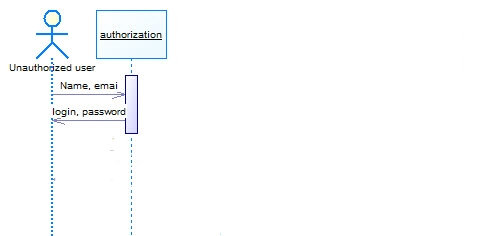 authorization
Unauthorized user
Name, emai
login, password